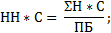 НН ∗ С = ΣН ∗ С / ПБ;